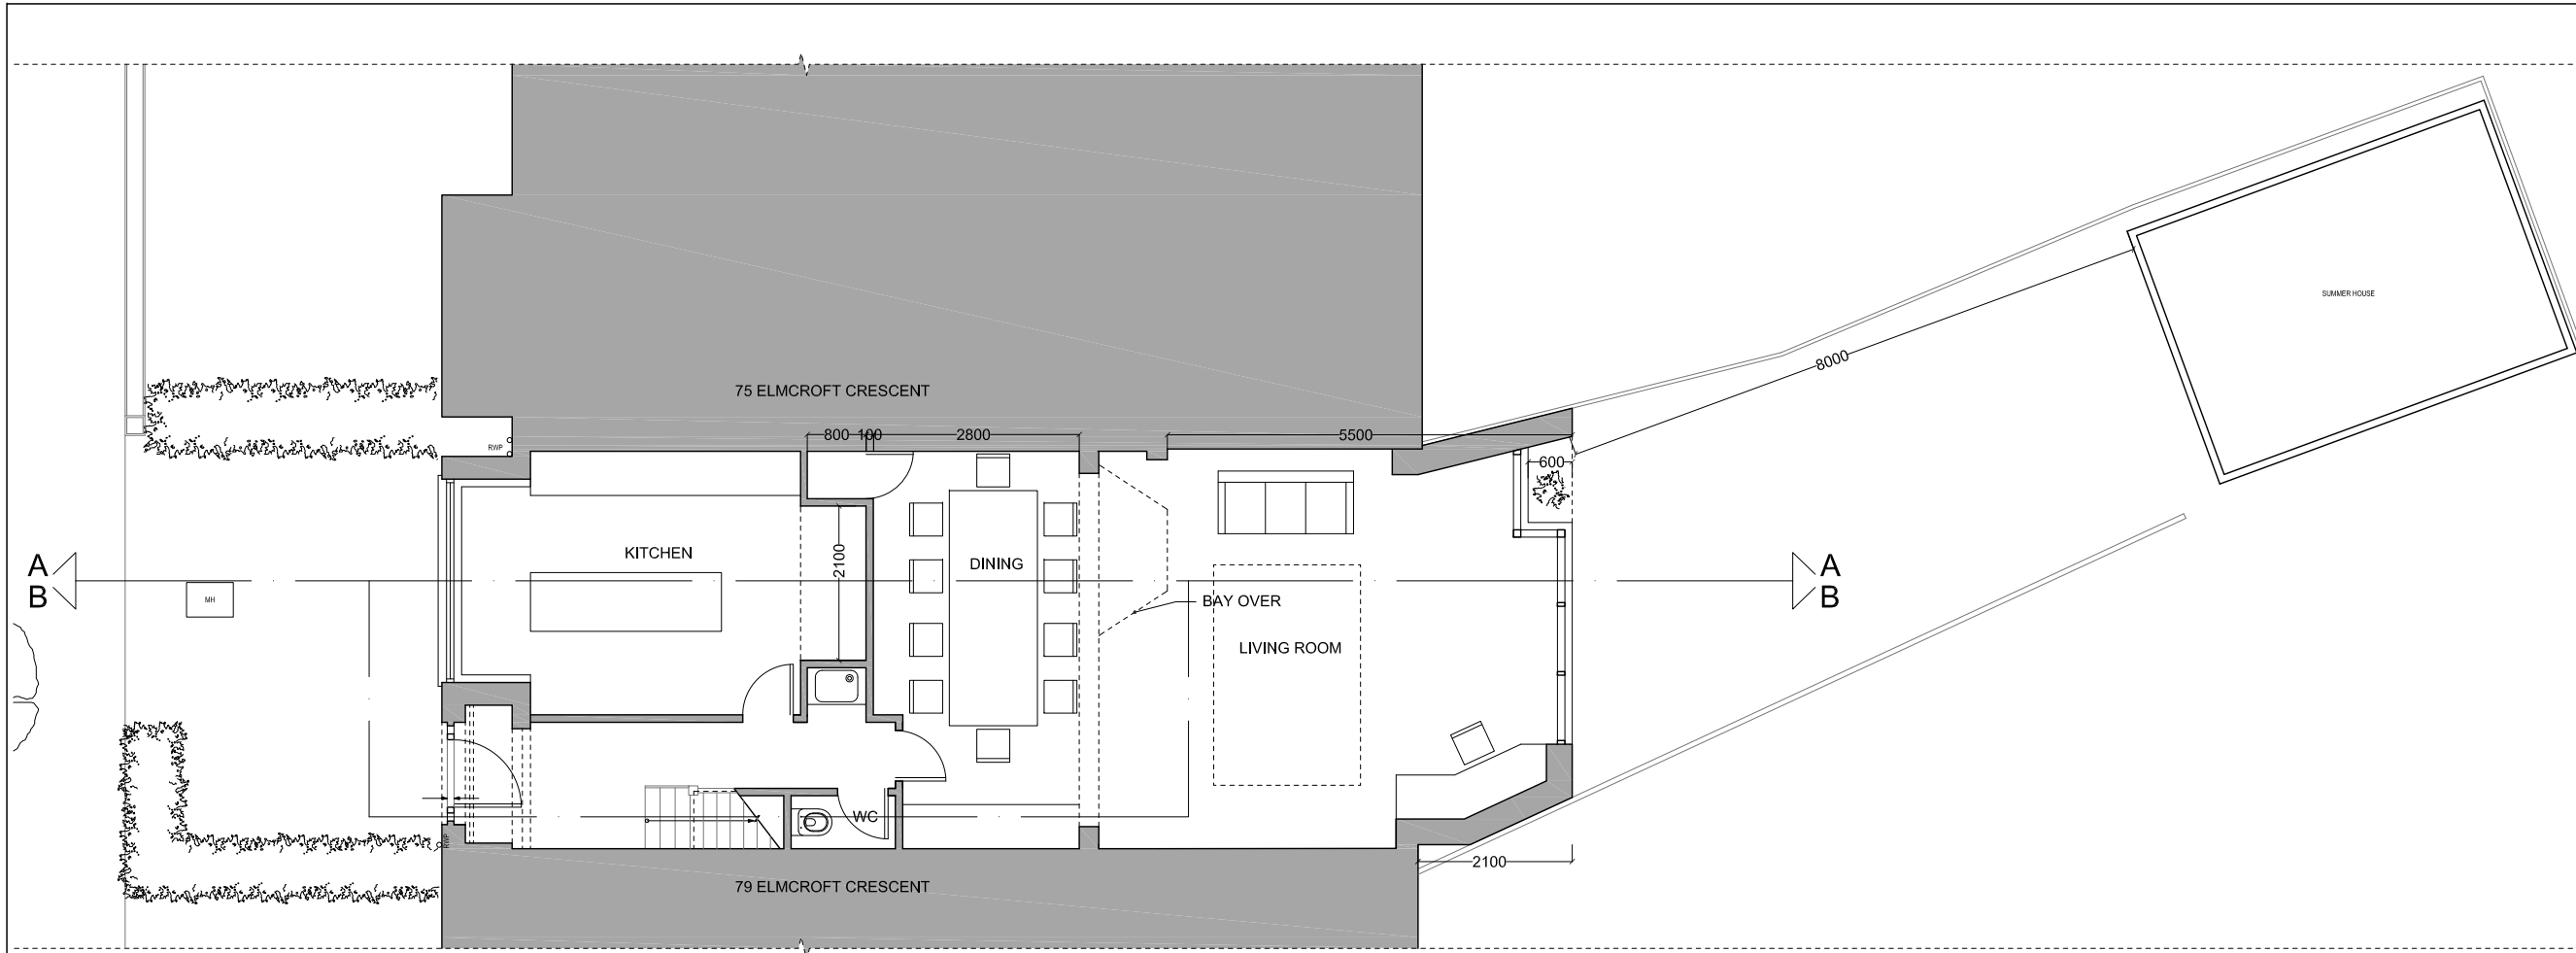 75 ELMCROFT CRESCENT
SUMMER HOUSE
8000
RWP
800 100 2800 5500
600
KITCHEN
2100
DINING
A
B
A
B
MH
BAY OVER
LIVING ROOM
WC
RWP
2100
79 ELMCROFT CRESCENT